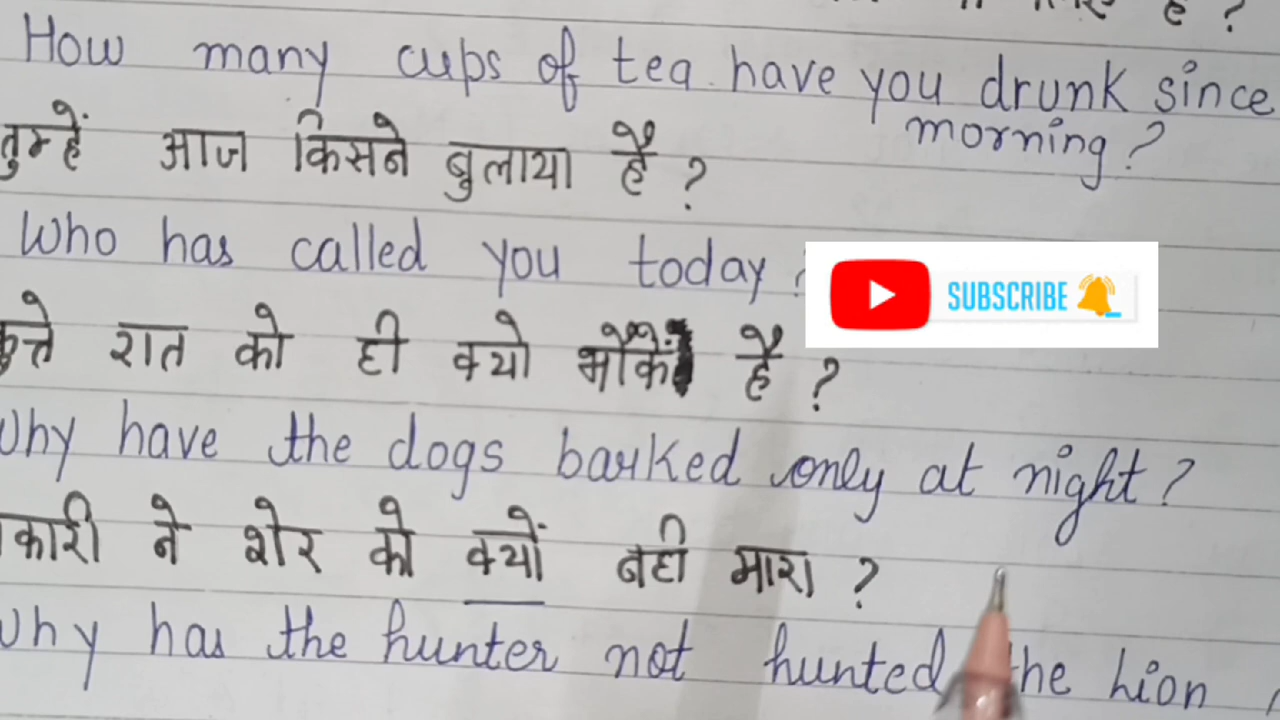 है ?
How many cups of tea have you drunk since
morning ?
तुम्हें आज किसने बुलाया है ?
Who has called you today ?
SUBSCRIBE
कुत्ते रात को ही क्यो भौंके है ?
Why have the dogs barked only at night ?
कारी ने शेर को क्यों नही मारा ?
Why has the hunter not hunted the lion